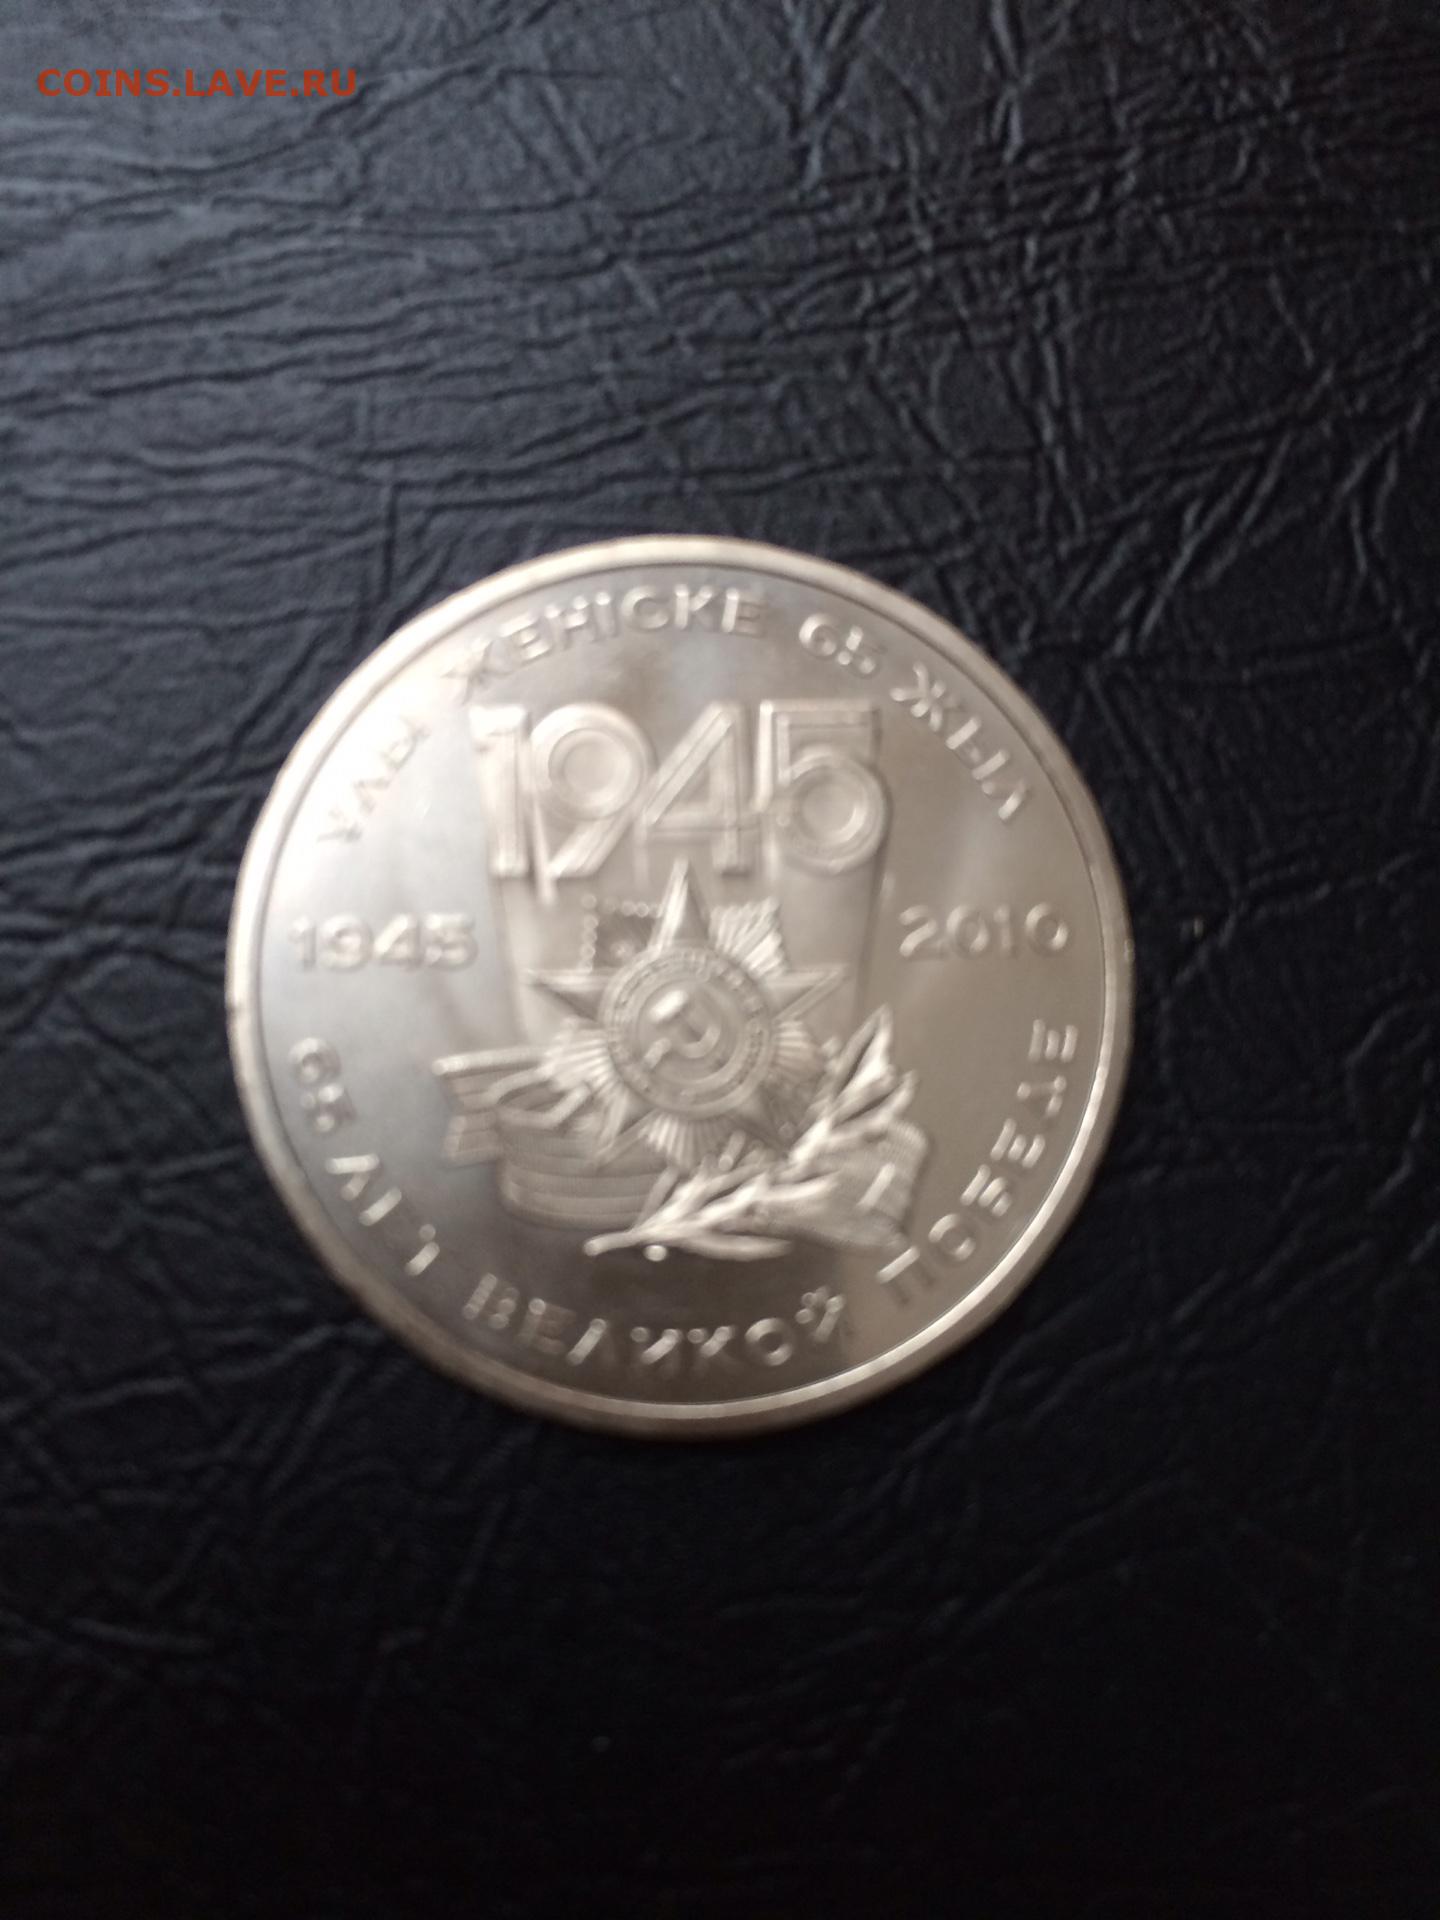 COINS.LAVE.RU
ҰЛЫ ЖЕҢІСКЕ 65 ЖЫЛ
1945
1945
2010
65 ЛЕТ ВЕЛИКОЙ ПОБЕДЕ